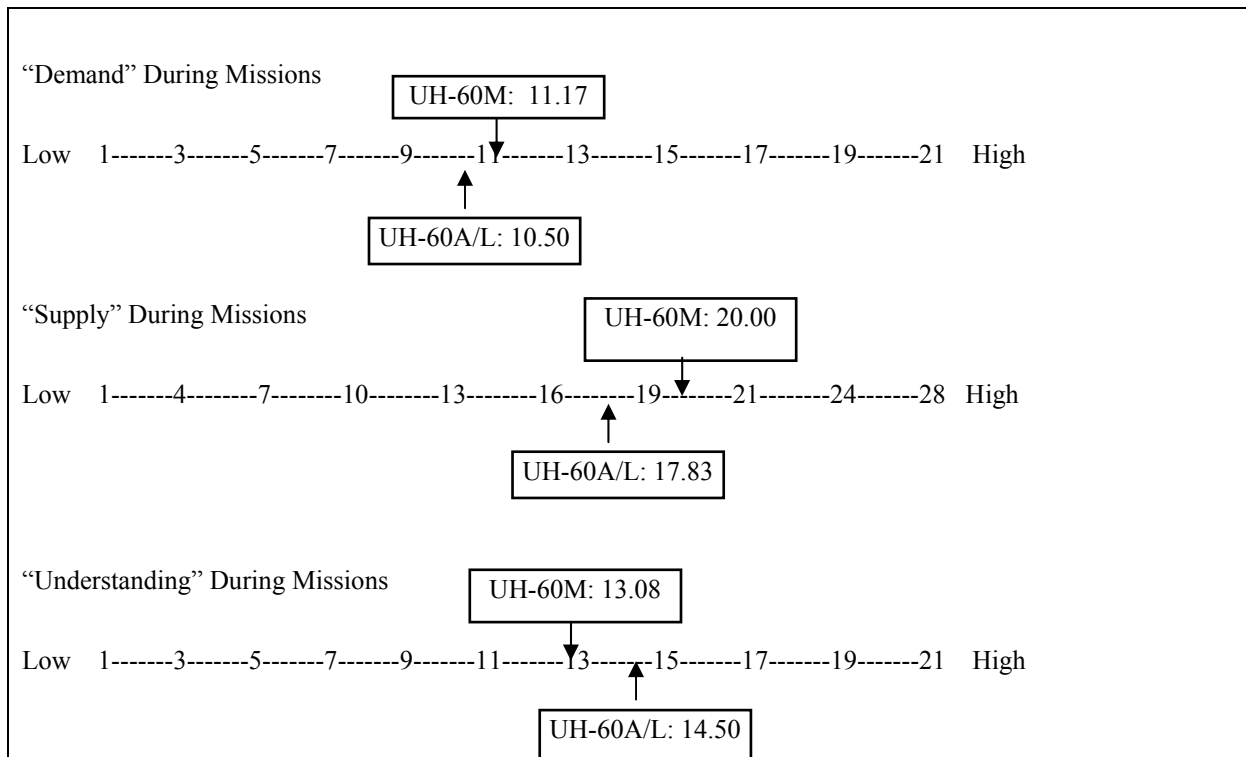 “Demand” During Missions
UH-60M:  11.17
Low 1-------3-------5-------7-------9-------11-------13-------15-------17-------19-------21 High
UH-60A/L: 10.50
“Supply” During Missions
UH-60M: 20.00
Low 1-------4-------7-------10-------13-------16-------19-------21-------24-------28 High
UH-60A/L: 17.83
“Understanding” During Missions
UH-60M: 13.08
Low 1-------3-------5-------7-------9-------11-------13-------15-------17-------19-------21 High
UH-60A/L: 14.50